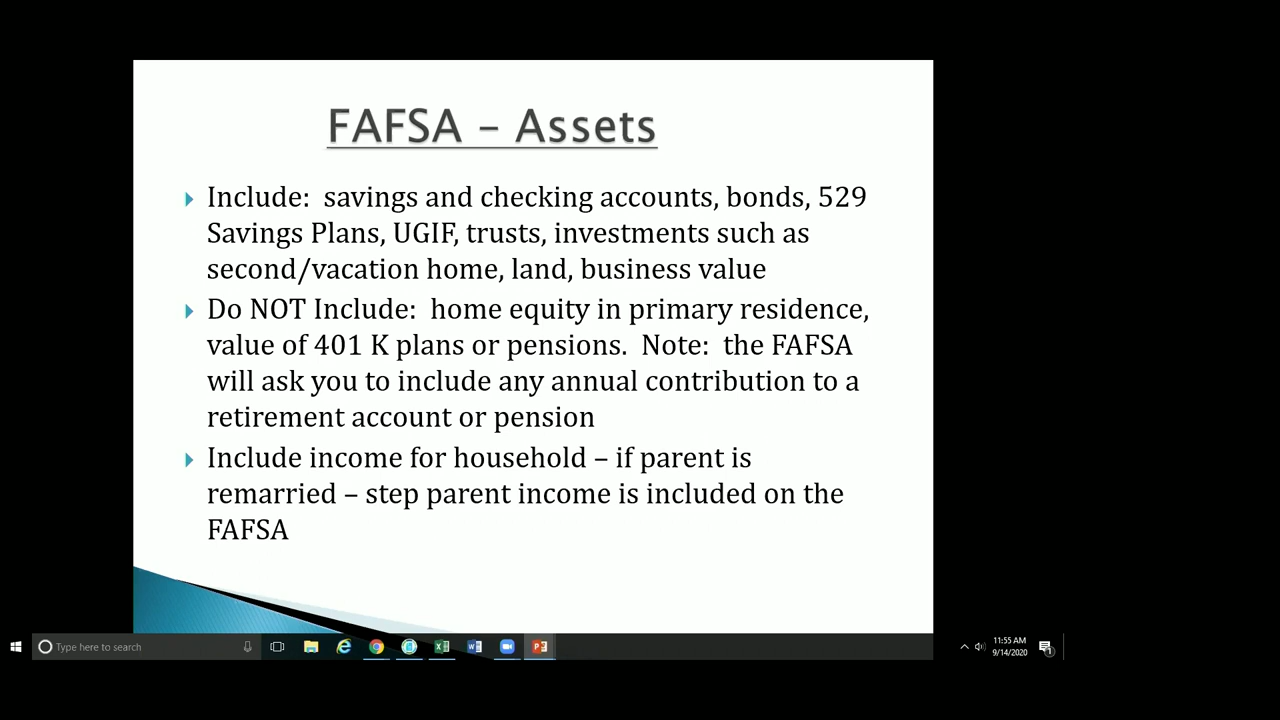 FAFSA – Assets
Include:  savings and checking accounts, bonds, 529
Savings Plans, UGIF, trusts, investments such as
second/vacation home, land, business value
Do NOT Include:  home equity in primary residence,
value of 401 K plans or pensions.  Note:  the FAFSA
will ask you to include any annual contribution to a
retirement account or pension
Include income for household – if parent is
remarried – step parent income is included on the
FAFSA
Type here to search
11:55 AM
9/14/2020